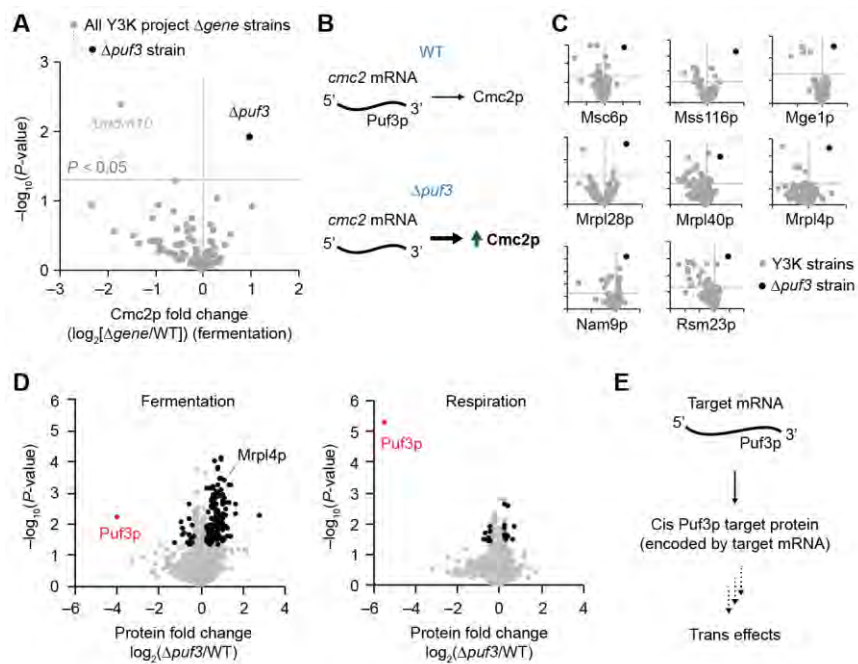 A
All Y3K project Δgene strains
Δpuf3 strain
3
2
1
0
–log10(P-value)
Δmdm10
Δpuf3
P < 0.05
−3
−2
−1
0
1
2
Cmc2p fold change
(log2[Δgene/WT]) (fermentation)
B
WT
cmc2 mRNA
5'
3'
Puf3p
Cmc2p
Δpuf3
cmc2 mRNA
5'
3'
Cmc2p
C
Msc6p
Mss116p
Mge1p
Mrpl28p
Mrpl40p
Mrpl4p
Nam9p
Rsm23p
Y3K strains
Δpuf3 strain
D
Fermentation
6
5
4
3
2
1
0
–log10(P-value)
Mrpl4p
Puf3p
−6
−4
−2
0
2
4
Protein fold change
log2(Δpuf3/WT)
Respiration
6
5
4
3
2
1
0
–log10(P-value)
Puf3p
−6
−4
−2
0
2
4
Protein fold change
log2(Δpuf3/WT)
E
Target mRNA
5'
3'
Puf3p
Cis Puf3p target protein
(encoded by target mRNA)
Trans effects